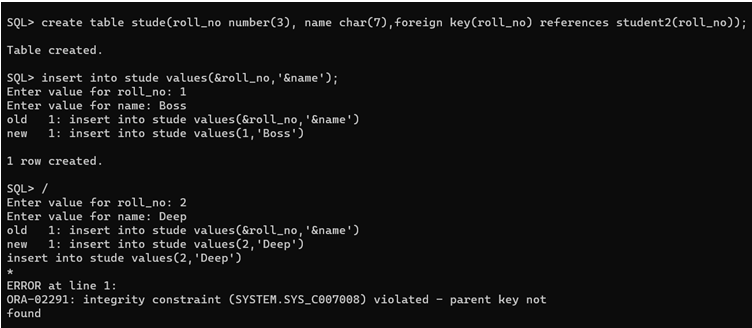 SQL> create table stude(roll_no number(3), name char(7),foreign key(roll_no) references student2(roll_no));
Table created.
SQL> insert into stude values(&roll_no,'&name');
Enter value for roll_no: 1
Enter value for name: Boss
old   1: insert into stude values(&roll_no,'&name')
new   1: insert into stude values(1,'Boss')
1 row created.
SQL> /
Enter value for roll_no: 2
Enter value for name: Deep
old   1: insert into stude values(&roll_no,'&name')
new   1: insert into stude values(2,'Deep')
insert into stude values(2,'Deep')
*
ERROR at line 1:
ORA-02291: integrity constraint (SYSTEM.SYS_C007008) violated - parent key not
found